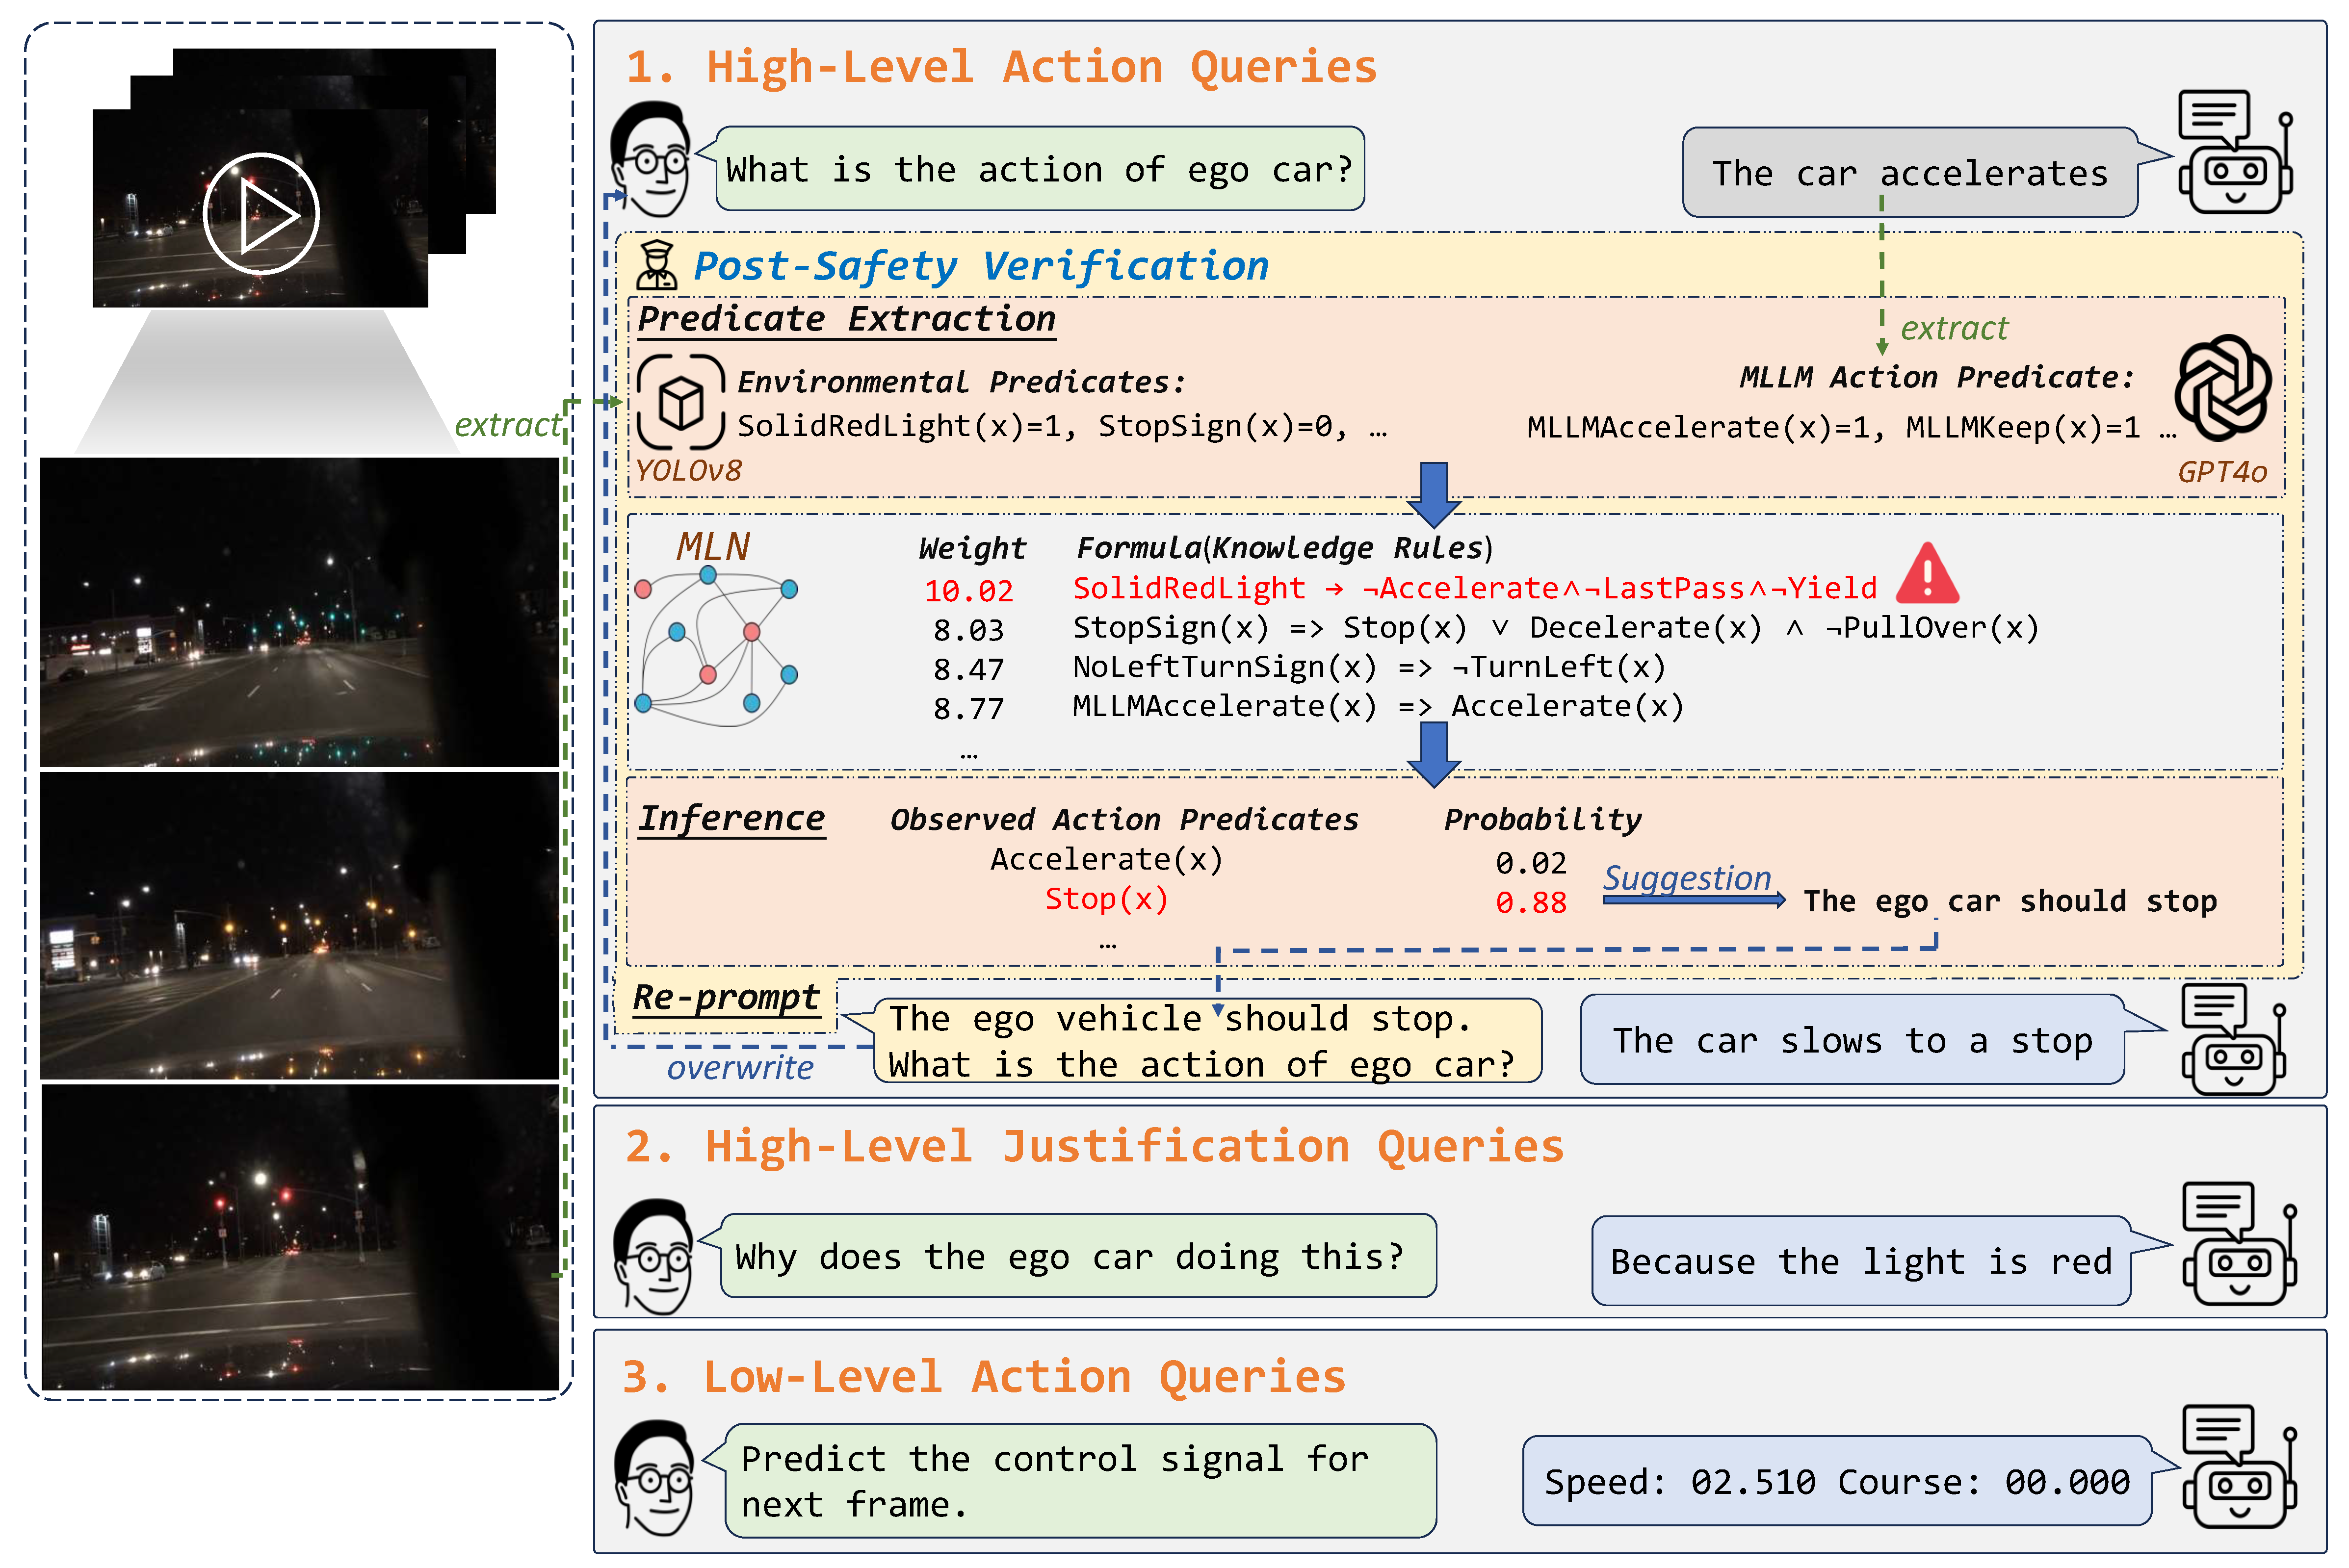 1. High-Level Action Queries
What is the action of ego car?
The car accelerates
Post-Safety Verification
Predicate Extraction
extract
extract
Environmental Predicates:
MLLM Action Predicate:
SolidRedLight(x)=1, StopSign(x)=0, …
MLLMAccelerate(x)=1, MLLMKeep(x)=1 …
YOLOv8
GPT4o
MLN
Weight Formula(Knowledge Rules)
10.02 SolidRedLight → ¬Accelerate∧¬LastPass∧¬Yield
8.03 StopSign(x) => Stop(x) ∨ Decelerate(x) ∧ ¬PullOver(x)
8.47 NoLeftTurnSign(x) => ¬TurnLeft(x)
8.77 MLLMAccelerate(x) => Accelerate(x)
…
Inference Observed Action Predicates Probability
Accelerate(x) 0.02
Stop(x) 0.88
…
Suggestion
The ego car should stop
Re-prompt
The ego vehicle should stop.
What is the action of ego car?
overwrite
The car slows to a stop
2. High-Level Justification Queries
Why does the ego car doing this?
Because the light is red
3. Low-Level Action Queries
Predict the control signal for
next frame.
Speed: 02.510 Course: 00.000